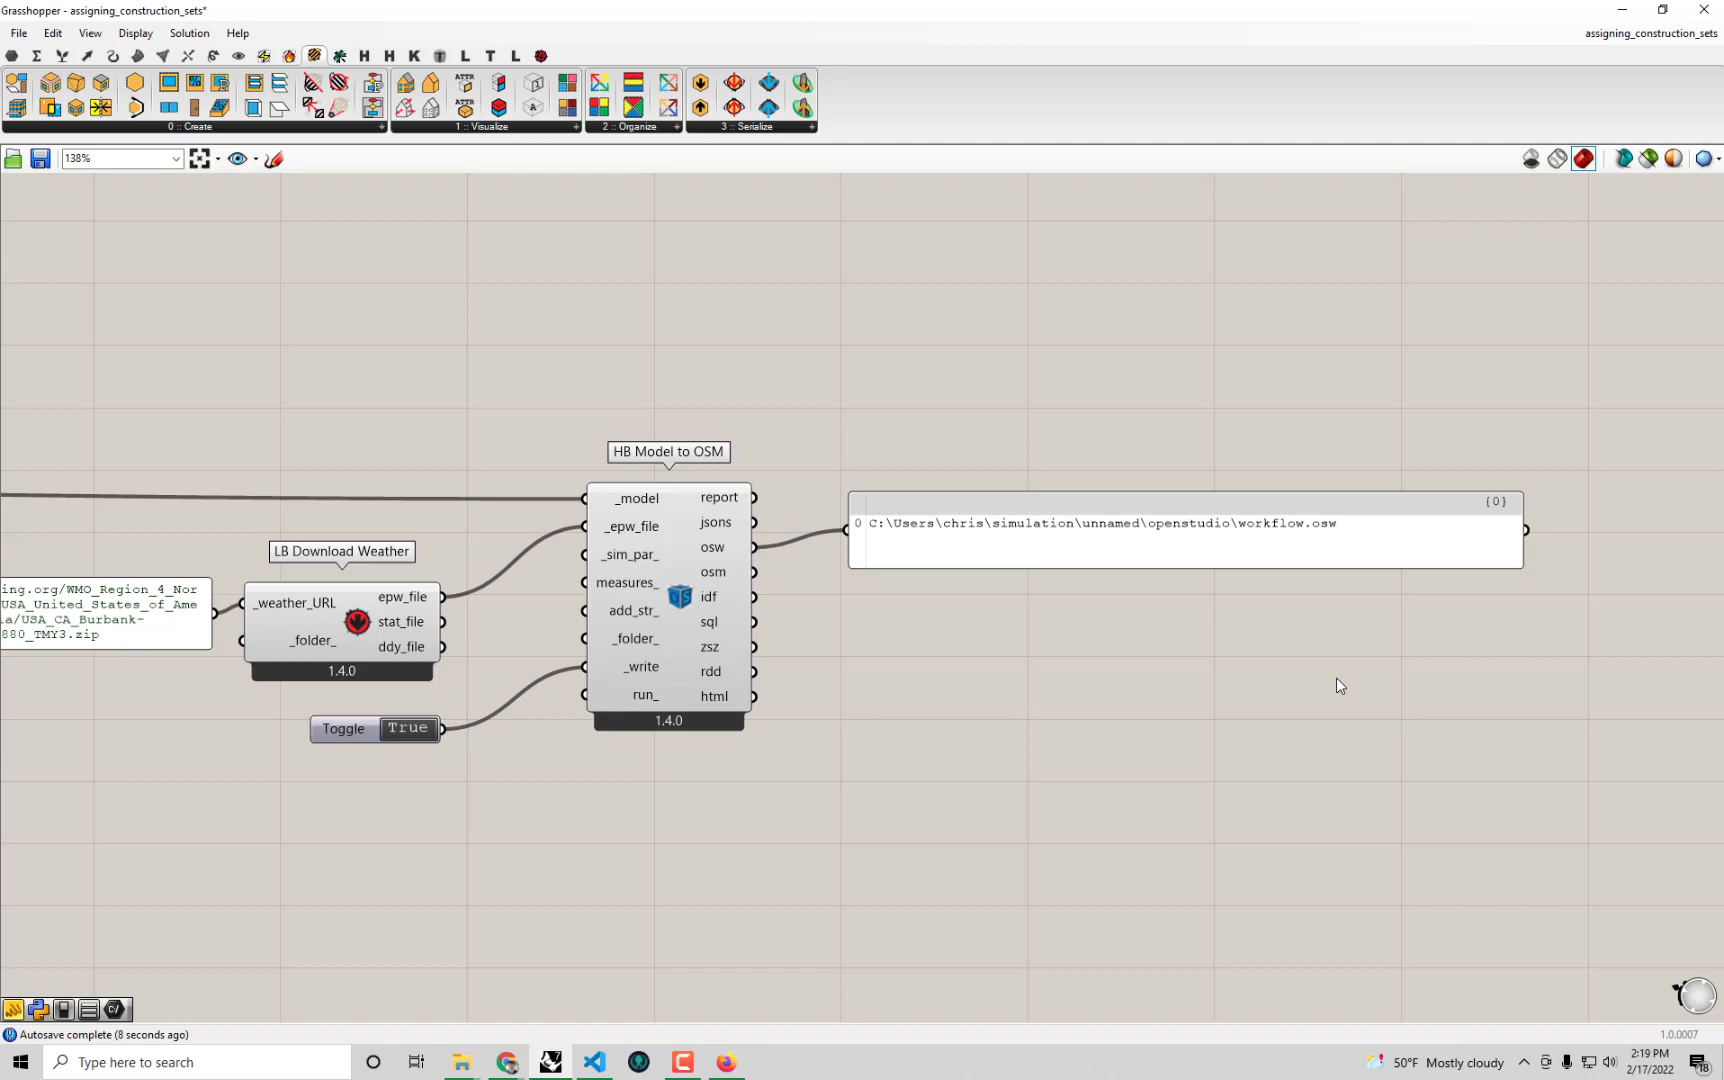 Grasshopper - assigning_construction_sets*
File Edit View Display Solution Help
assigning_construction_sets
H H K L T L
ATTR
ATTR
0 :: Create + 1 :: Visualize + 2 :: Organize + 3 :: Serialize +
138%
HB Model to OSM
_model report
_epw_file jsons
_sim_par_ osw
measures_ osm
add_str_ idf
_folder_ sql
_write zsz
run_ rdd
html
1.4.0
{0}
0 C:\Users\chris\simulation\unnamed\openstudio\workflow.osw
LB Download Weather
_weather_URL epw_file
stat_file
_folder_ ddy_file
1.4.0
ing.org/WMO_Region_4_Nor
USA_United_States_of_Ame
ia/USA_CA_Burbank-
880_TMY3.zip
Toggle True
Autosave complete (8 seconds ago)
1.0.0007
Type here to search
50°F Mostly cloudy
2:19 PM
2/17/2022
18